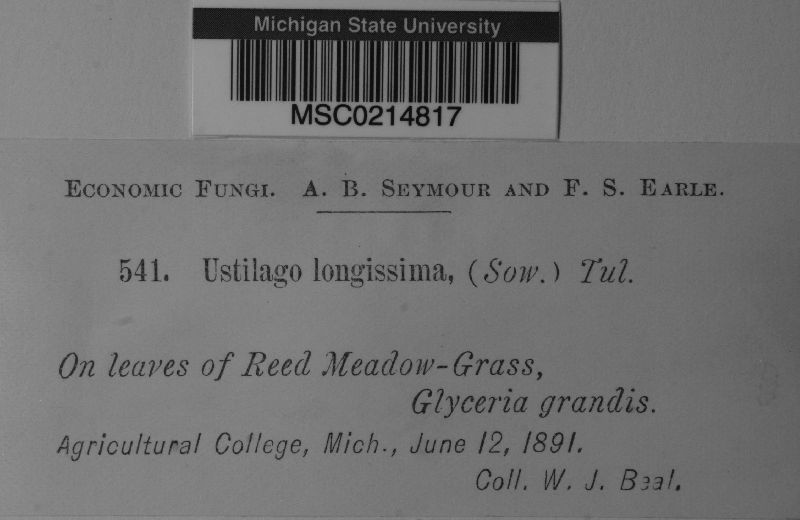 Michigan State University
MSC0214817
Economic Fungi. A. B. Seymour and F. S. Earle.
541. Ustilago longissima, (Sow.) Tul.
On leaves of Reed Meadow-Grass,
Glyceria grandis.
Agricultural College, Mich., June 12, 1891.
Coll. W. J. Beal.